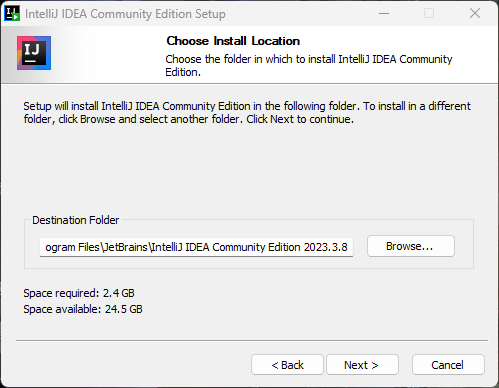 IntelliJ IDEA Community Edition Setup
IJ
Choose Install Location
Choose the folder in which to install IntelliJ IDEA Community
Edition.
Setup will install IntelliJ IDEA Community Edition in the following folder. To install in a different
folder, click Browse and select another folder. Click Next to continue.
Destination Folder
ogram Files\JetBrains\IntelliJ IDEA Community Edition 2023.3.8
Browse...
Space required: 2.4 GB
Space available: 24.5 GB
< Back
Next >
Cancel